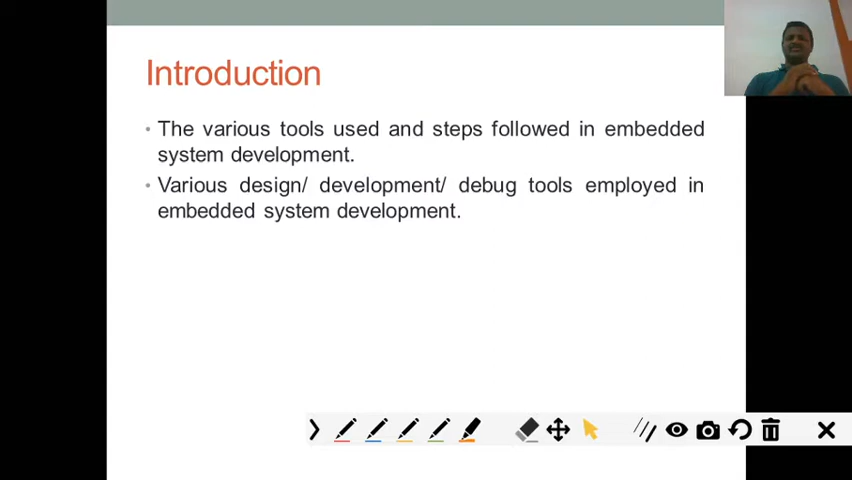 Introduction
• The various tools used and steps followed in embedded
system development.
• Various design/ development/ debug tools employed in
embedded system development.